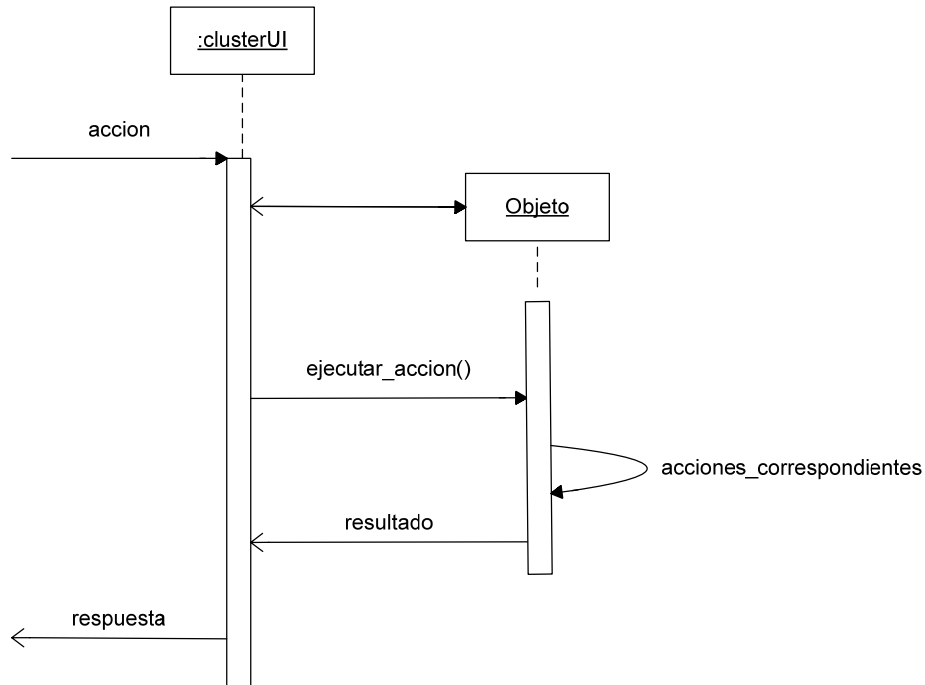 :clusterUI
accion
Objeto
ejecutar_accion()
acciones_correspondientes
resultado
respuesta